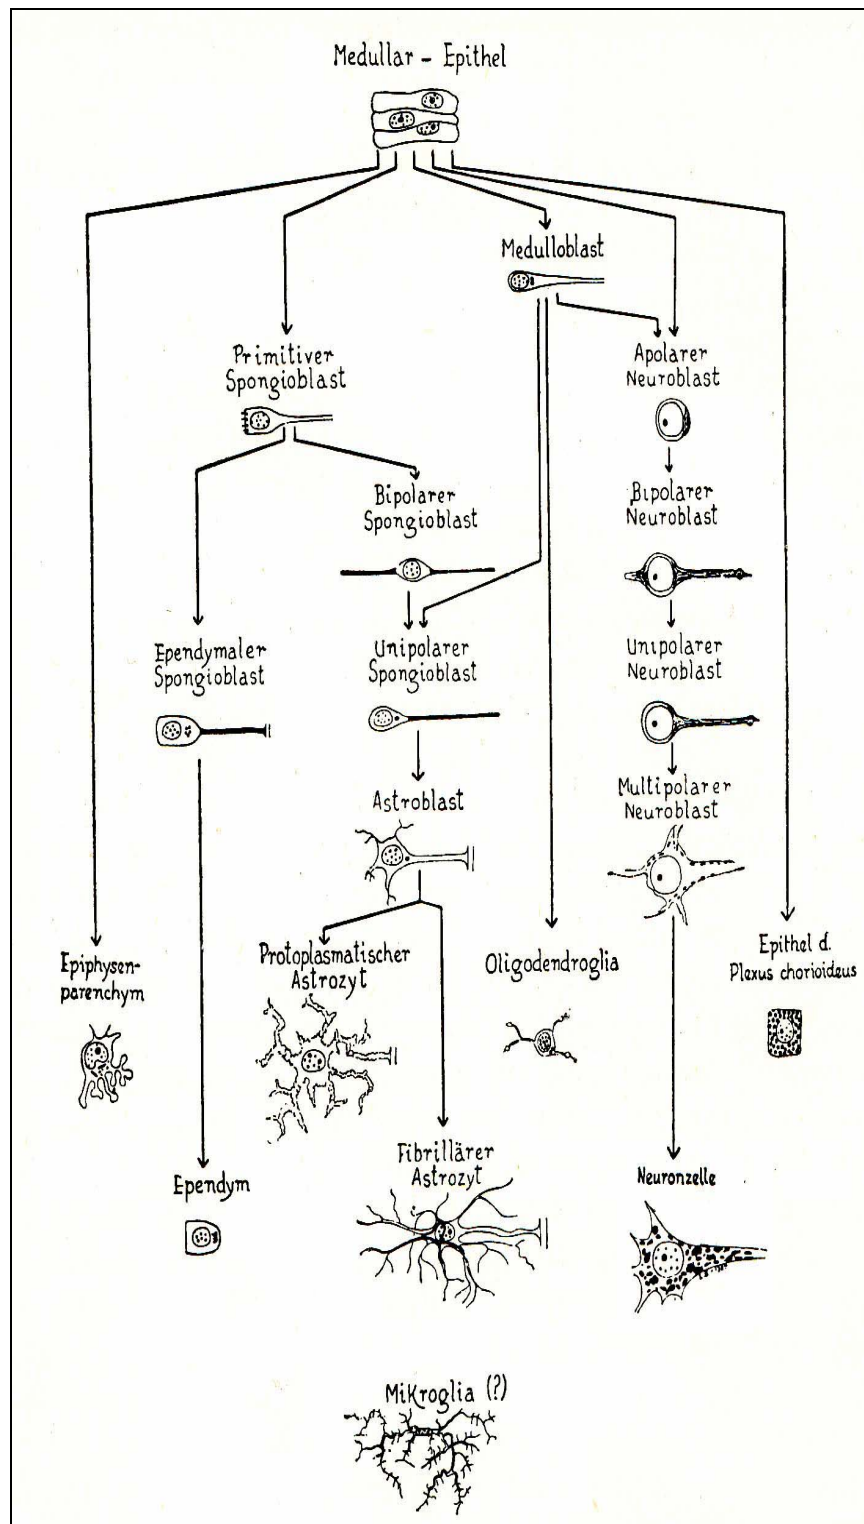 Medullar - Epithel
Medulloblast
Primitiver
Spongioblast
Apolarer
Neuroblast
Bipolarer
Spongioblast
Bipolarer
Neuroblast
Ependymaler
Spongioblast
Unipolarer
Spongioblast
Unipolarer
Neuroblast
Astroblast
Multipolarer
Neuroblast
Epiphysen-
parenchym
Protoplasmatischer
Astrozyt
Oligodendroglia
Epithel d.
Plexus chorioideus
Ependym
Fibrillärer
Astrozyt
Neuronzelle
Mikroglia (?)